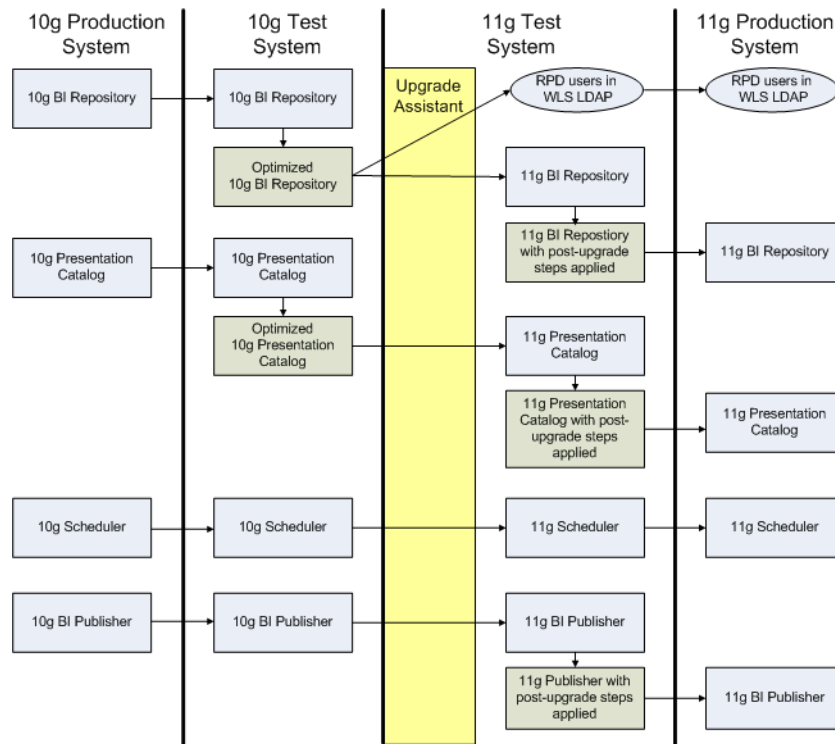 10g Production
System
10g Test
System
11g Test
System
11g Production
System
10g BI Repository
10g BI Repository
Upgrade
Assistant
RPD users in
WLS LDAP
RPD users in
WLS LDAP
Optimized
10g BI Repository
11g BI Repository
11g BI Repostiory
with post-upgrade
steps applied
11g BI Repository
10g Presentation
Catalog
10g Presentation
Catalog
Optimized
10g Presentation
Catalog
11g Presentation
Catalog
11g Presentation
Catalog with post-
upgrade steps
applied
11g Presentation
Catalog
10g Scheduler
10g Scheduler
11g Scheduler
11g Scheduler
10g BI Publisher
10g BI Publisher
11g BI Publisher
11g Publisher with
post-upgrade steps
applied
11g BI Publisher